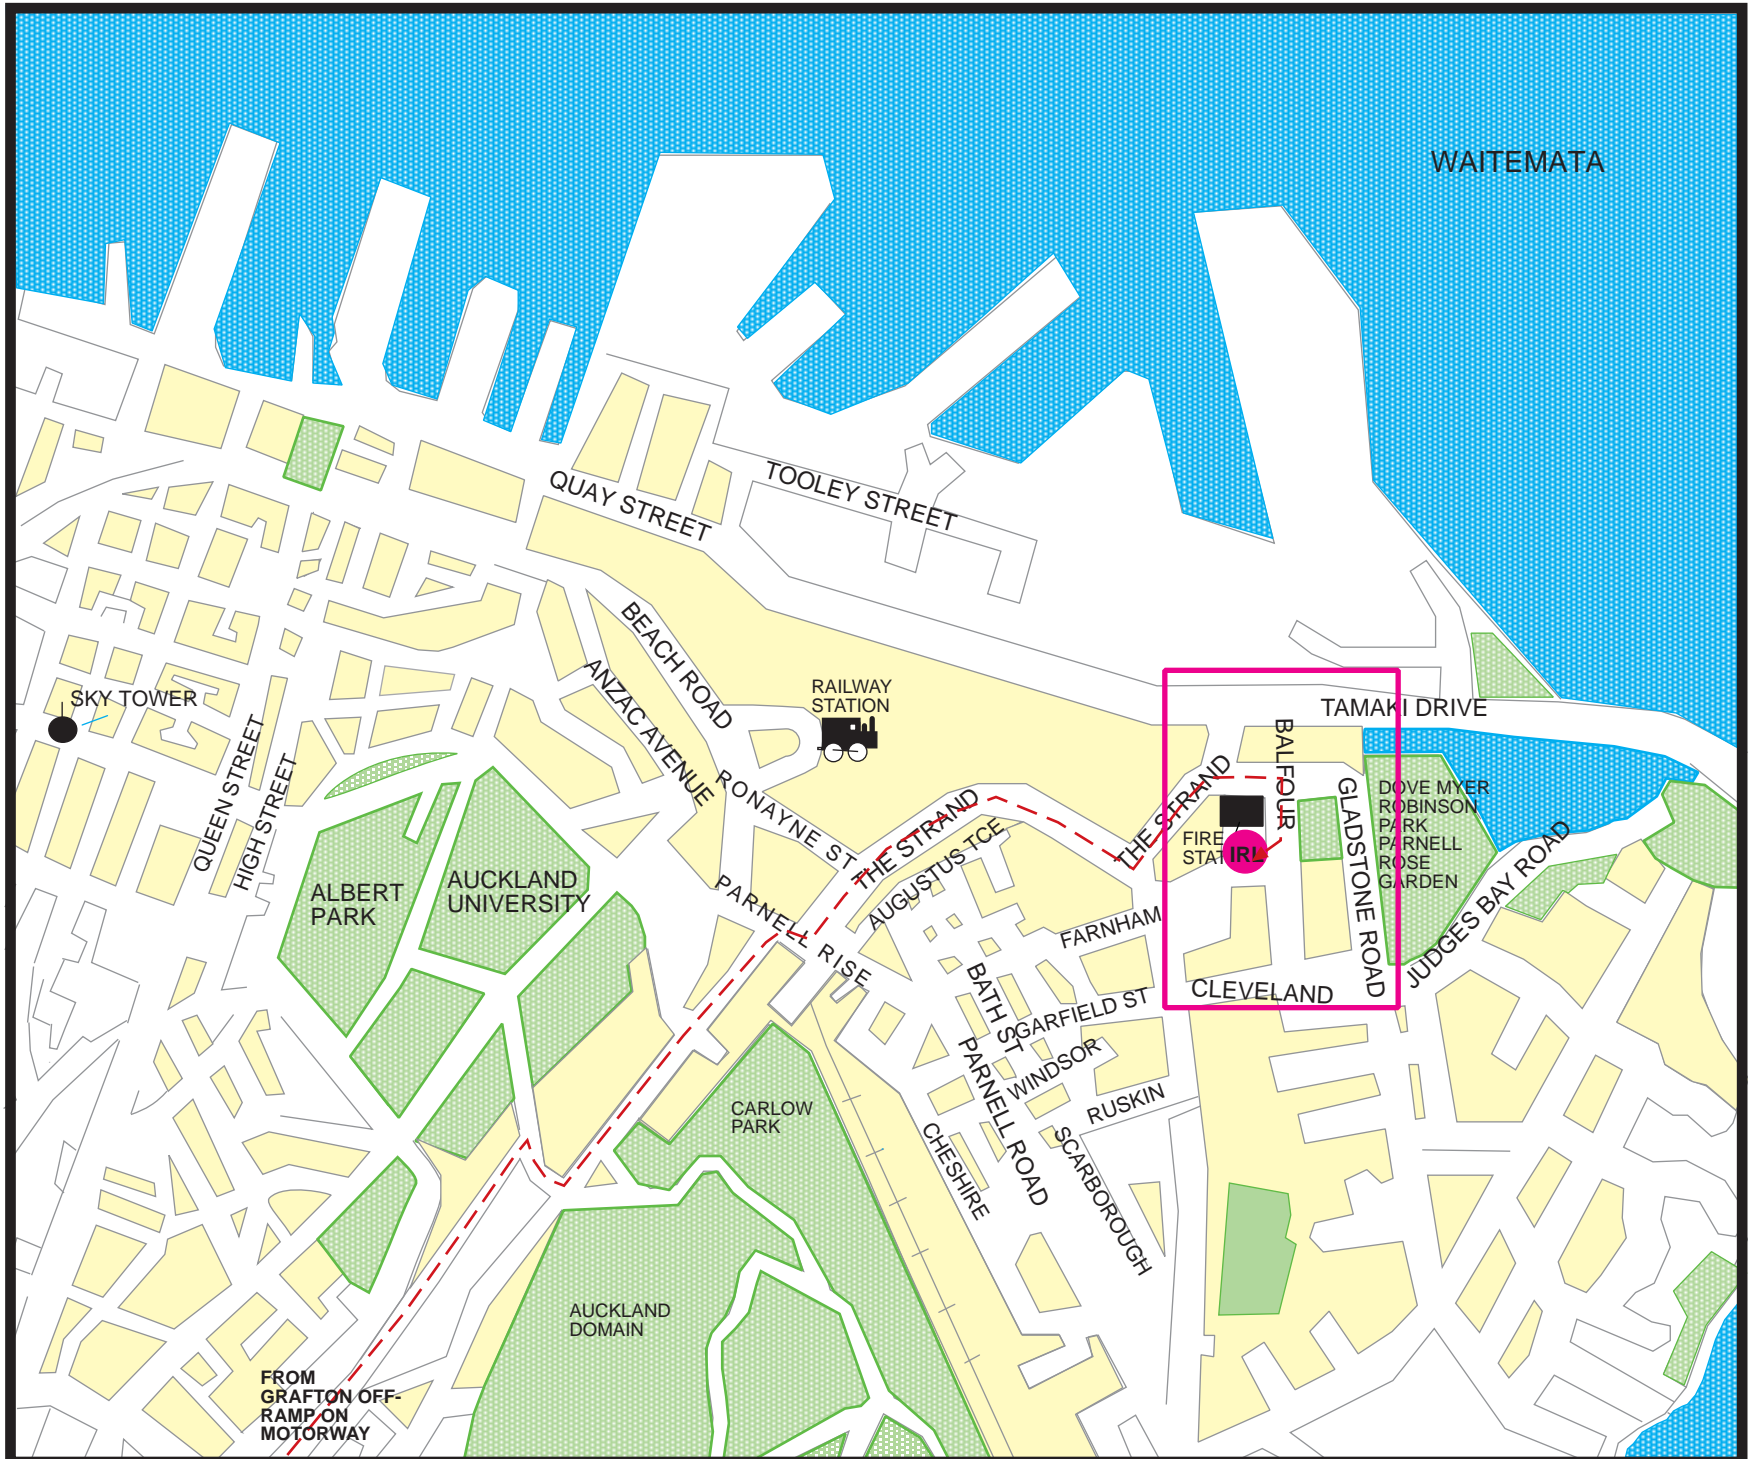 WAITEMATA
QUAY STREET
TOOLEY STREET
BEACH ROAD
ANZAC AVENUE
RAILWAY
STATION
SKY TOWER
QUEEN STREET
HIGH STREET
RONAYNE ST
THE STRAND
AUGUSTUS TCE
THE STRAND
TAMAKI DRIVE
BALFOUR
GLADSTONE ROAD
DOVE MYER
ROBINSON
PARK
PARNELL
ROSE
GARDEN
FIRE
STAT
IRL
JUDGES BAY ROAD
ALBERT
PARK
AUCKLAND
UNIVERSITY
PARNELL RISE
FARNHAM
CLEVELAND
BATH ST
GARFIELD ST
WINDSOR
PARNELL ROAD
RUSKIN
CARLOW
PARK
CHESHIRE
SCARBOROUGH
AUCKLAND
DOMAIN
FROM
GRAFTON OFF-
RAMP ON
MOTORWAY